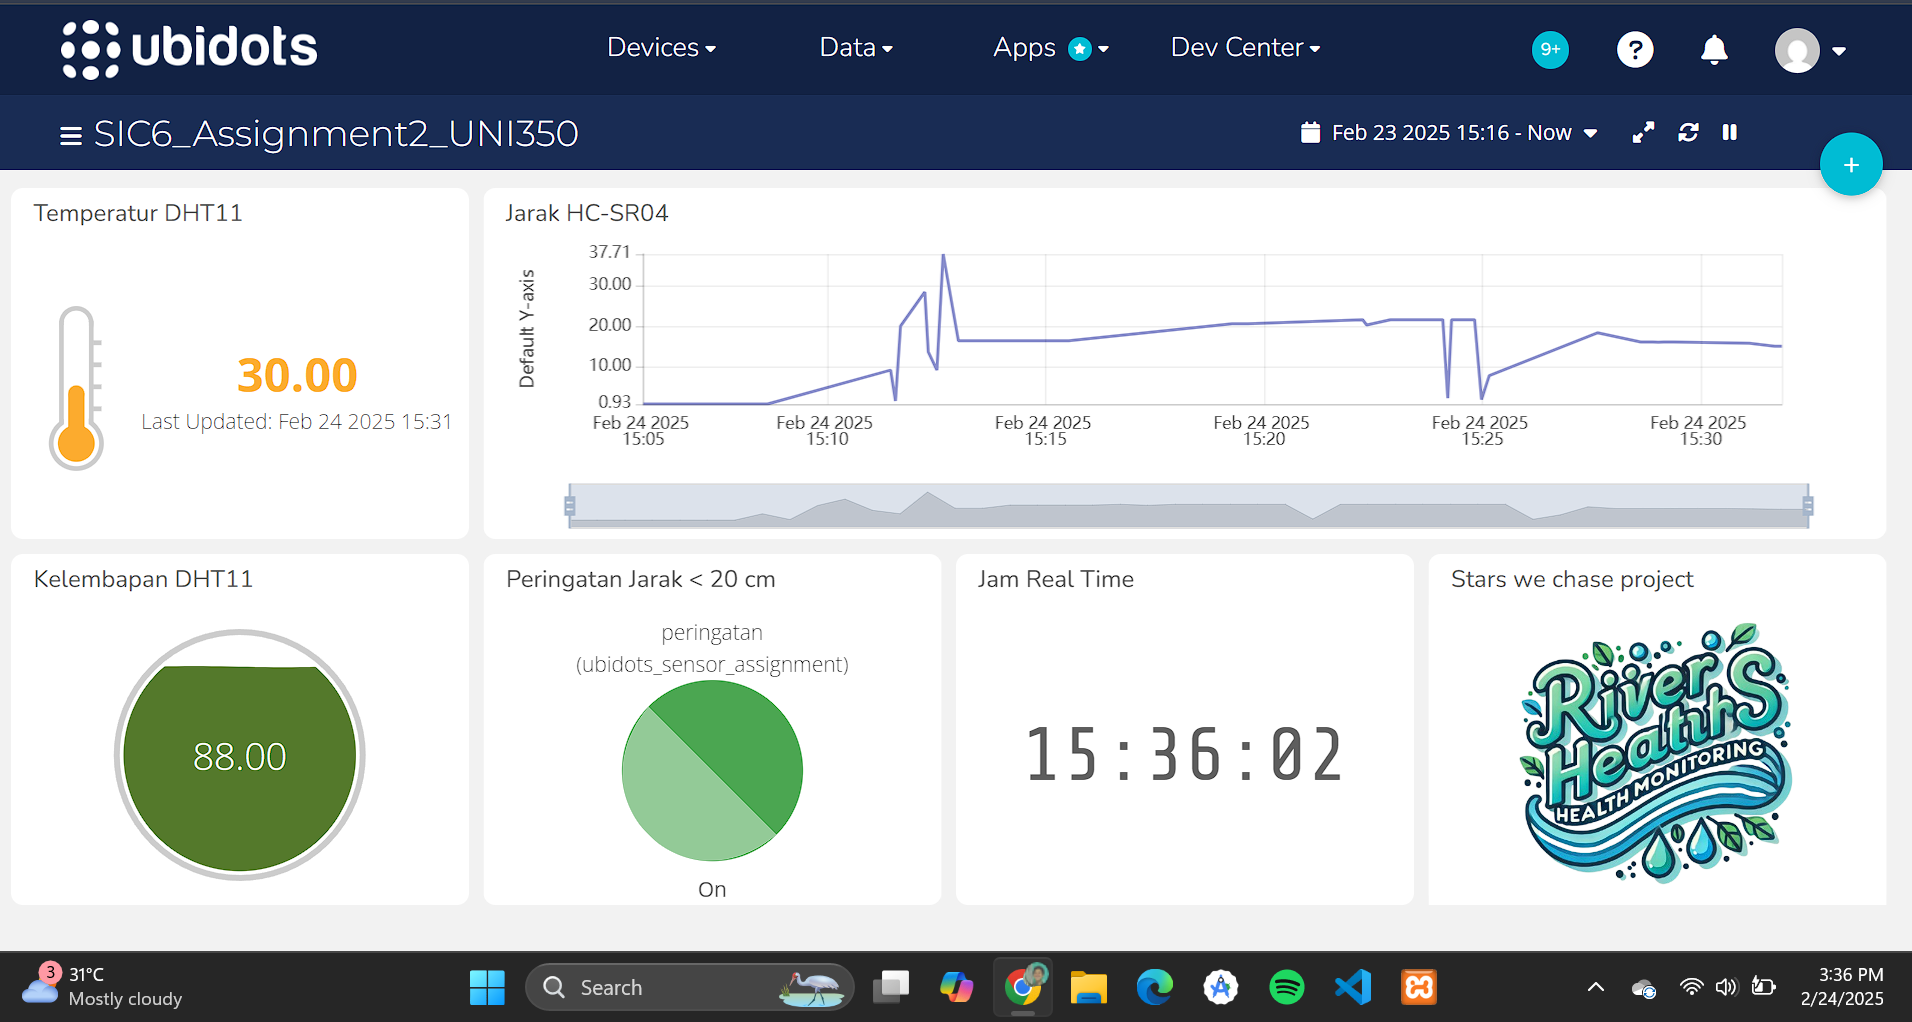 ubidots
Devices
Data
Apps
Dev Center
9+
?
SIC6_Assignment2_UNI350
Feb 23 2025 15:16 - Now
+
Temperatur DHT11
30.00
Last Updated: Feb 24 2025 15:31
Jarak HC-SR04
Default Y-axis
37.71
30.00
20.00
10.00
0.93
Feb 24 2025
15:05
Feb 24 2025
15:10
Feb 24 2025
15:15
Feb 24 2025
15:20
Feb 24 2025
15:25
Feb 24 2025
15:30
Kelembapan DHT11
88.00
Peringatan Jarak < 20 cm
peringatan
(ubidots_sensor_assignment)
On
Jam Real Time
15:36:02
Stars we chase project
River S
Heathhs
HEALTH MONITORING
3
31°C
Mostly cloudy
Search
3:36 PM
2/24/2025